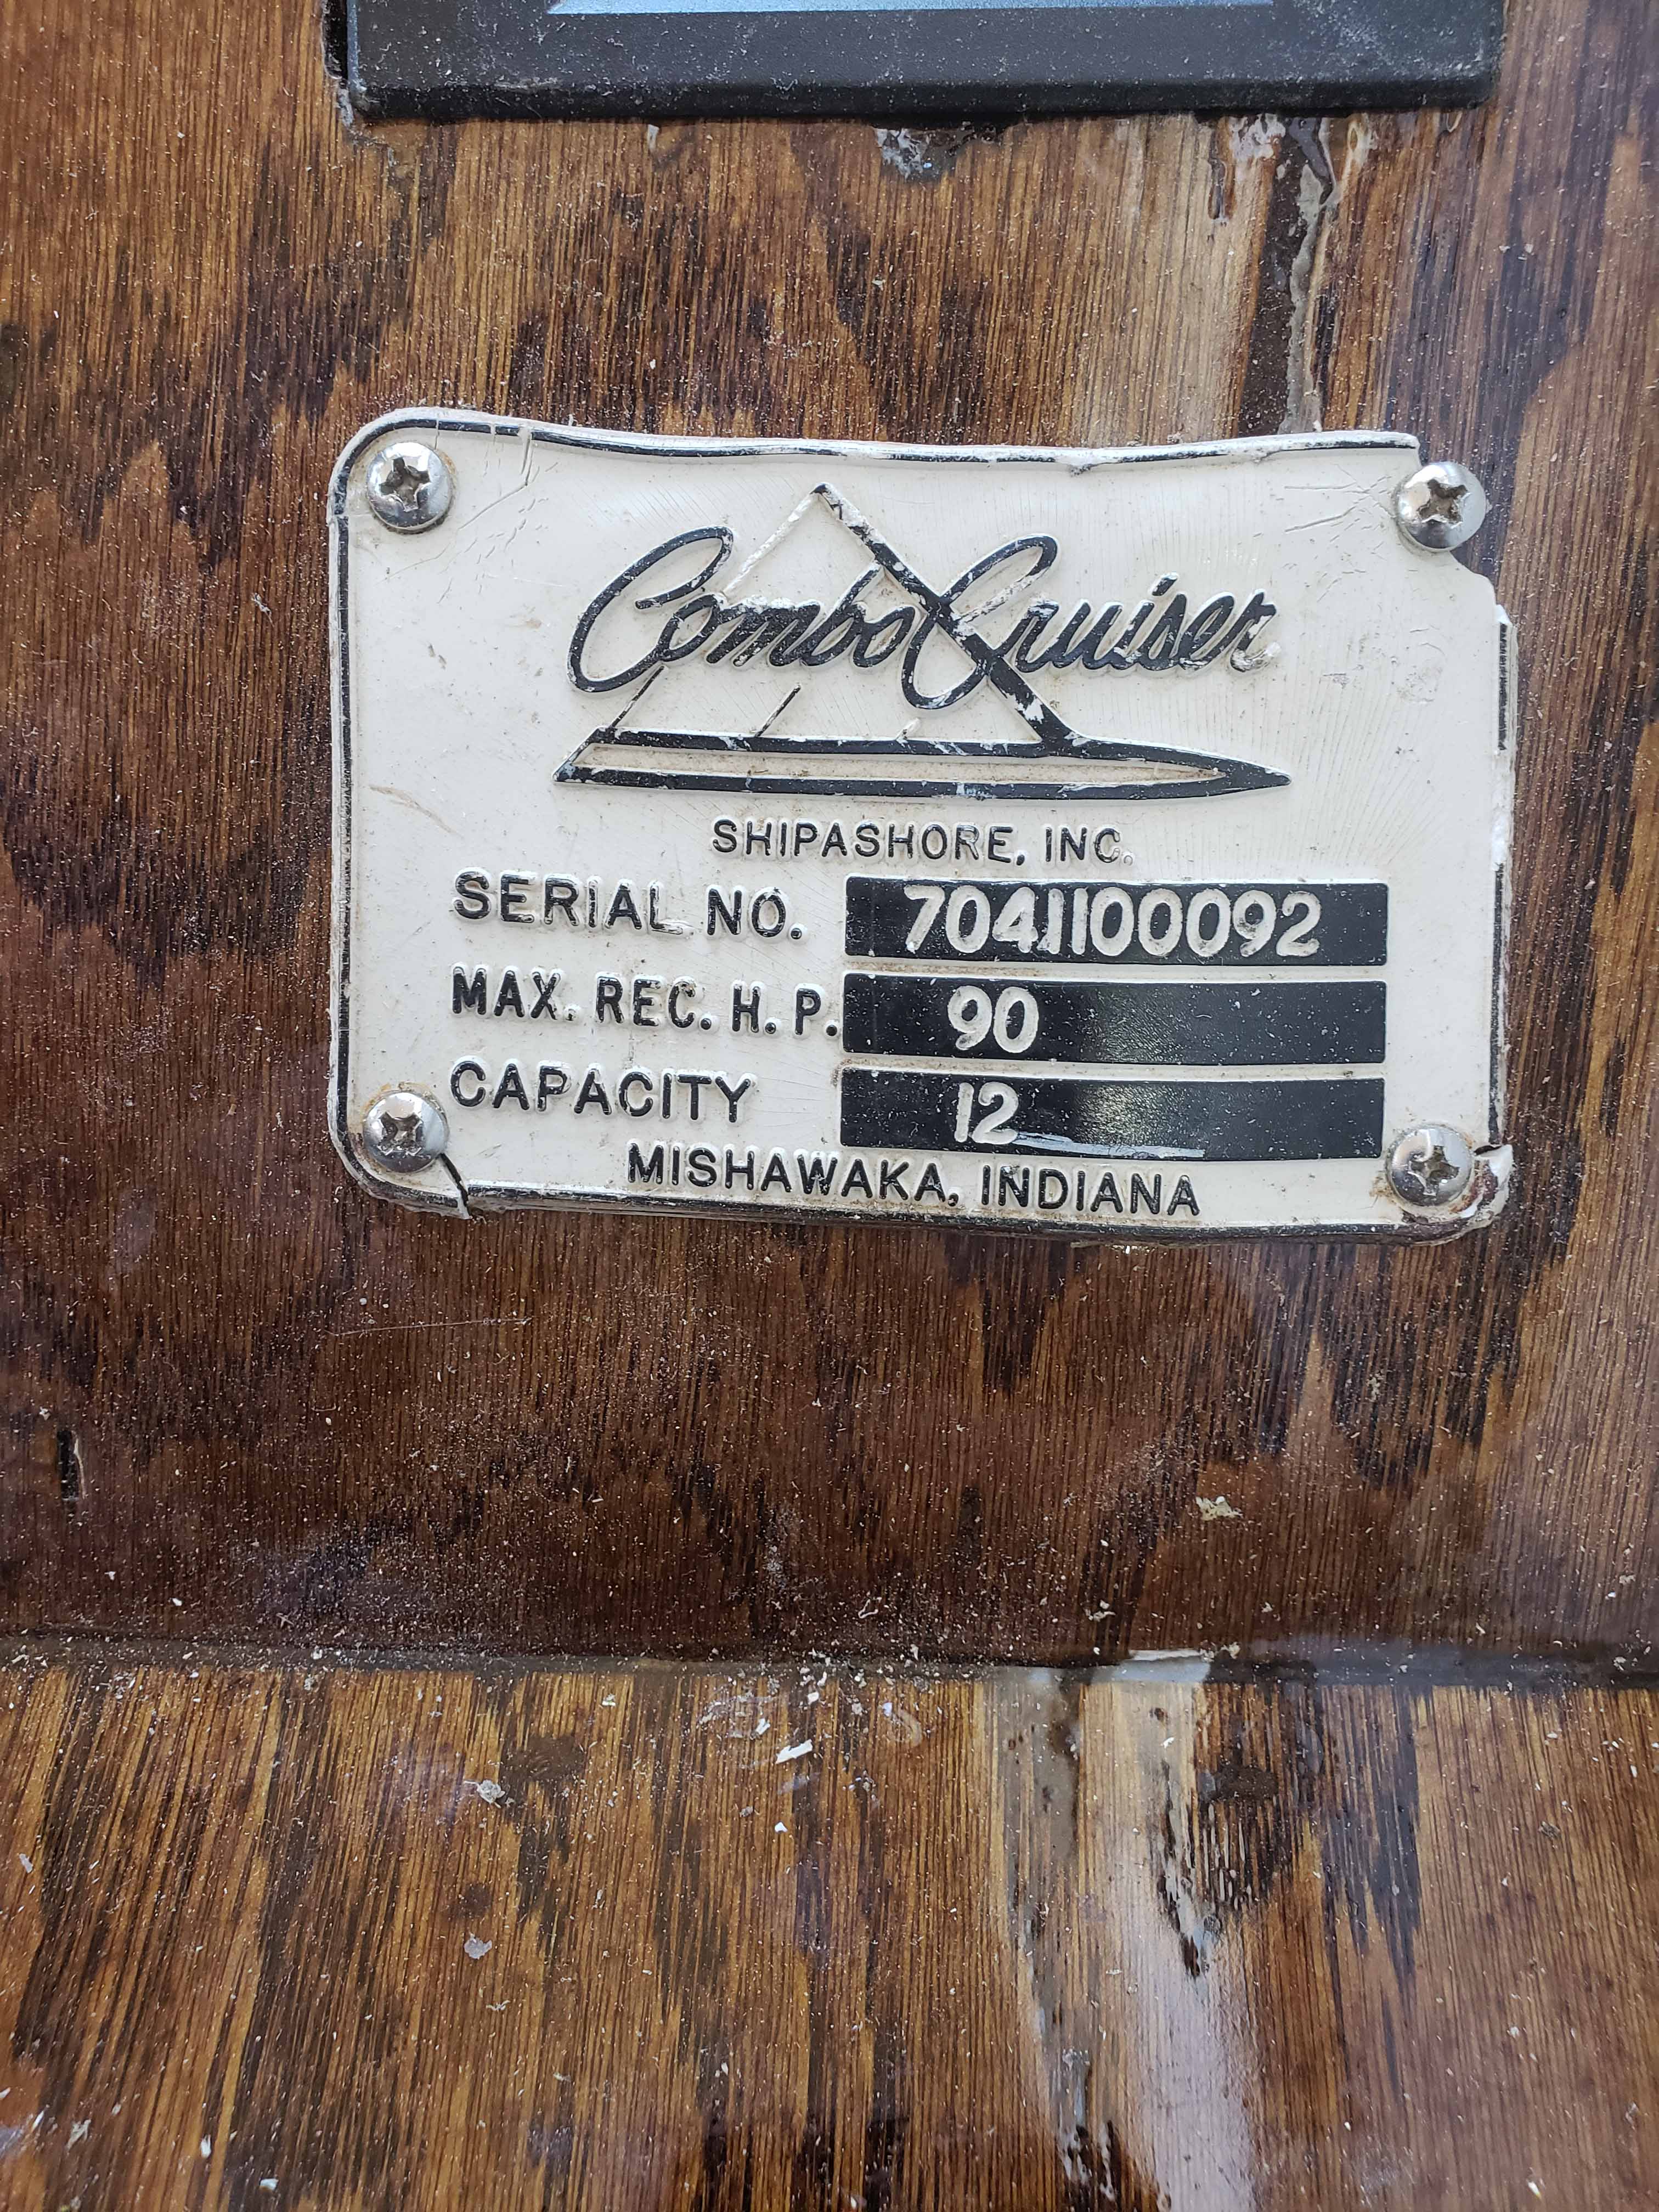 Combo Cruiser
SHIPASHORE, INC.
SERIAL NO. 7041100092
MAX. REC. H. P. 90
CAPACITY 12
MISHAWAKA, INDIANA